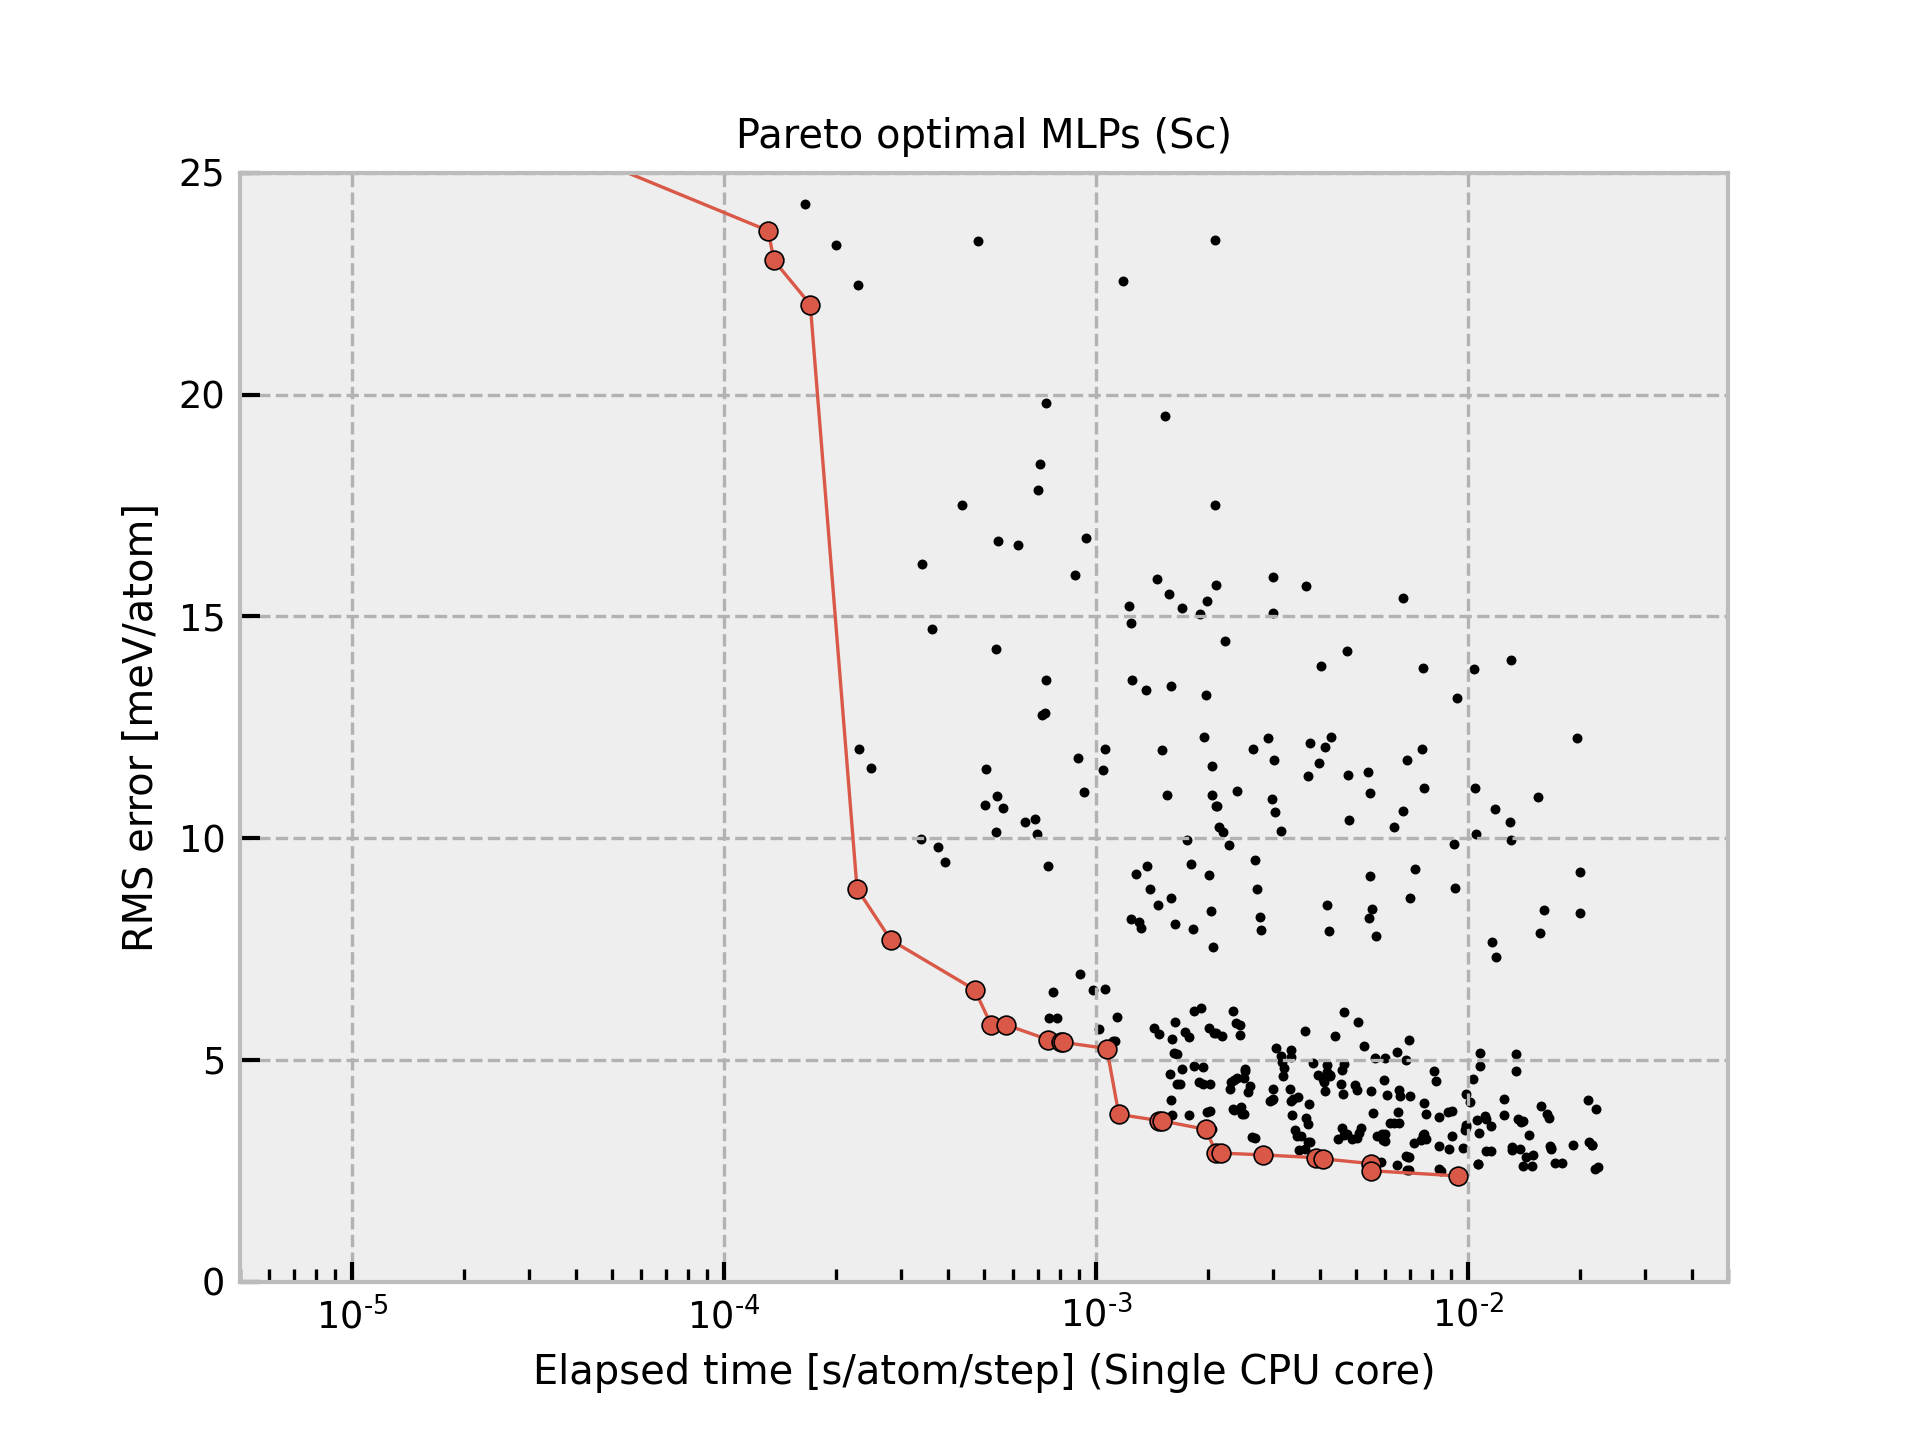 Pareto optimal MLPs (Sc)
25
20
15
10
5
0
RMS error [meV/atom]
10-5 10-4 10-3 10-2
Elapsed time [s/atom/step] (Single CPU core)